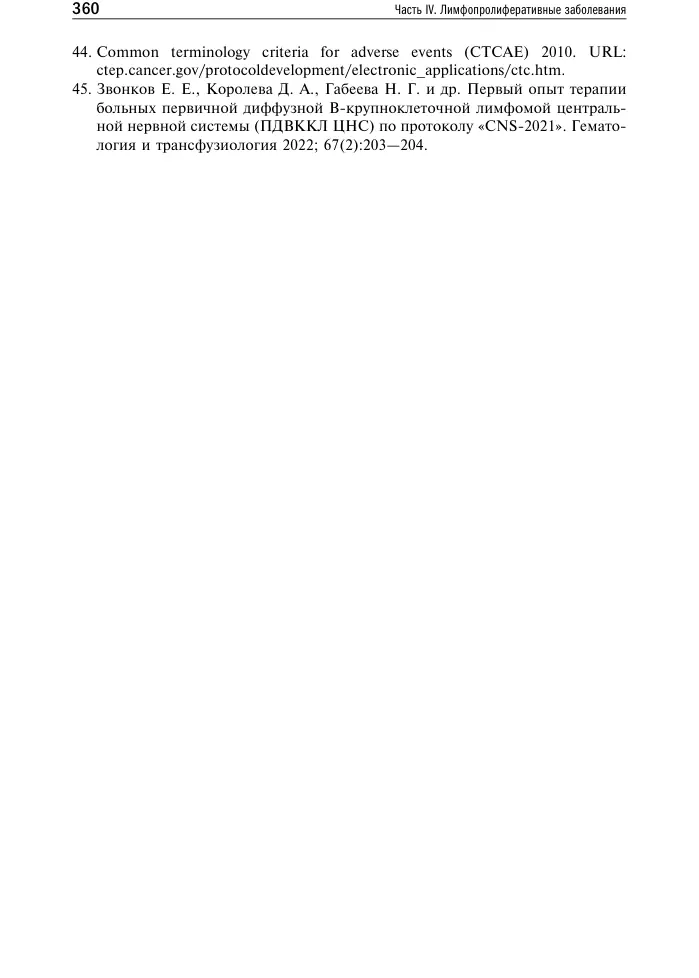 360
Часть IV. Лимфопролиферативные заболевания
44. Common terminology criteria for adverse events (CTCAE) 2010. URL:
ctep.cancer.gov/protocoldevelopment/electronic_applications/ctc.htm.
45. Звонков Е. Е., Королева Д. А., Габеева Н. Г. и др. Первый опыт терапии
больных первичной диффузной В-крупноклеточной лимфомой централь-
ной нервной системы (ПДВККЛ ЦНС) по протоколу «CNS-2021». Гемато-
логия и трансфузиология 2022; 67(2):203—204.